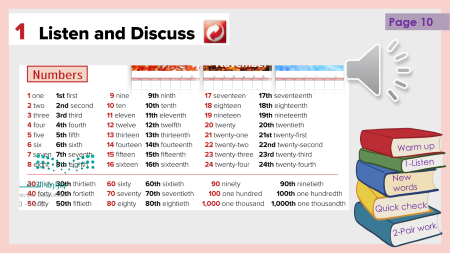 Page 10
1 Listen and Discuss
Numbers
1 one 1st first 9 nine 9th ninth 17 seventeen 17th seventeenth
2 two 2nd second 10 ten 10th tenth 18 eighteen 18th eighteenth
3 three 3rd third 11 eleven 11th eleventh 19 nineteen 19th nineteenth
4 four 4th fourth 12 twelve 12th twelfth 20 twenty 20th twentieth
5 five 5th fifth 13 thirteen 13th thirteenth 21 twenty-one 21st twenty-first
6 six 6th sixth 14 fourteen 14th fourteenth 22 twenty-two 22nd twenty-second
7 seven 7th seventh 15 fifteen 15th fifteenth 23 twenty-three 23rd twenty-third
8 eight 8th eighth 16 sixteen 16th sixteenth 24 twenty-four 24th twenty-fourth
30 thirty 30th thirtieth 60 sixty 60th sixtieth 90 ninety 90th ninetieth
40 forty 40th fortieth 70 seventy 70th seventieth 100 one hundred 100th one hundredth
50 fifty 50th fiftieth 80 eighty 80th eightieth 1,000 one thousand 1,000th one thousandth
Warm up
1-Listen
New
words
Quick check
2-Pair work